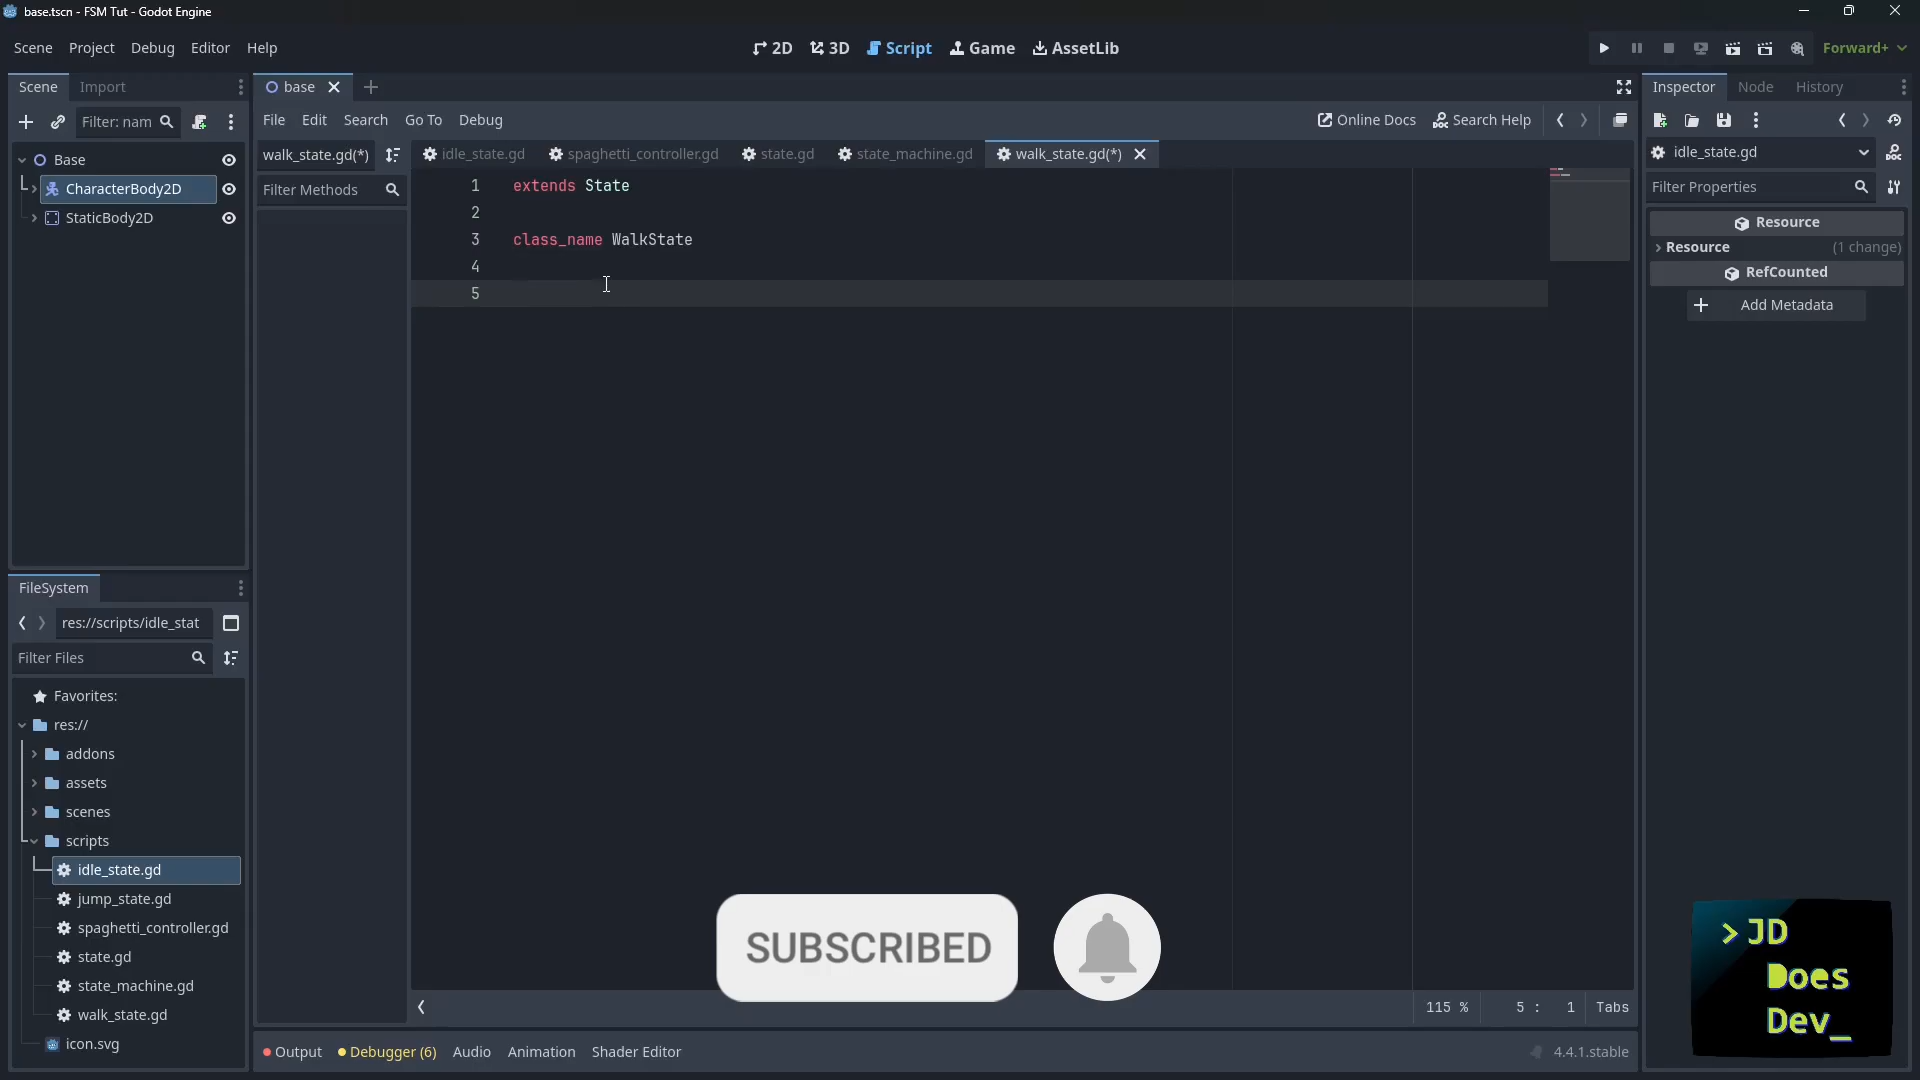 base.tscn - FSM Tut - Godot Engine
Scene Project Debug Editor Help
2D 3D Script Game AssetLib
Forward+
Scene Import
base
Inspector Node History
Filter: nam
File Edit Search Go To Debug
Online Docs Search Help
walk_state.gd(*)
idle_state.gd spaghetti_controller.gd state.gd state_machine.gd walk_state.gd(*)
idle_state.gd
Filter Methods
Filter Properties
Base
CharacterBody2D
StaticBody2D
1 extends State
2
3 class_name WalkState
4
5
Resource
Resource (1 change)
RefCounted
Add Metadata
FileSystem
res://scripts/idle_stat
Filter Files
Favorites:
res://
addons
assets
scenes
scripts
idle_state.gd
jump_state.gd
spaghetti_controller.gd
state.gd
state_machine.gd
walk_state.gd
icon.svg
SUBSCRIBED
>JD
Does
Dev_
115 % 5 : 1 Tabs
Output Debugger (6) Audio Animation Shader Editor
4.4.1.stable